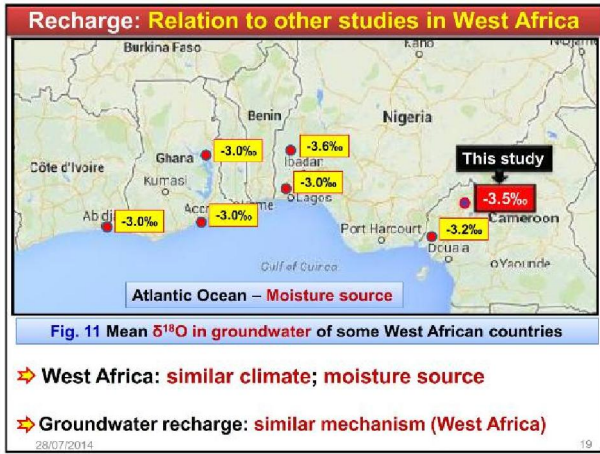 Recharge: Relation to other studies in West Africa
Burkina Faso
Kano
Benin
Nigeria
-3.6‰
Ghana
-3.0‰
Ibadan
This study
Côte d'Ivoire
Kumasi
-3.0‰
-3.5‰
Lagos
Cameroon
Abidj
-3.0‰
Accr
-3.0‰
ome
Port Harcourt
-3.2‰
Douala
Yaounde
Gulf of Guinea
Atlantic Ocean – Moisture source
Fig. 11 Mean δ¹⁸O in groundwater of some West African countries
West Africa: similar climate; moisture source
Groundwater recharge: similar mechanism (West Africa)
28/07/2014
19